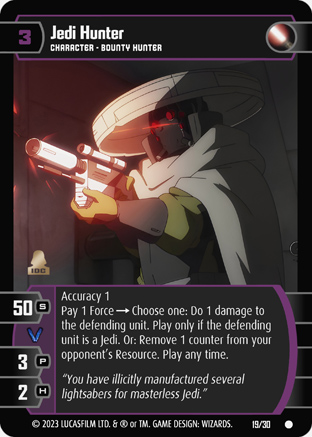 3
Jedi Hunter
CHARACTER - BOUNTY HUNTER
IDC
50 S
Accuracy 1
Pay 1 Force → Choose one: Do 1 damage to
the defending unit. Play only if the defending
unit is a Jedi. Or: Remove 1 counter from your
opponent's Resource. Play any time.
3 P
2 H
"You have illicitly manufactured several
lightsabers for masterless Jedi."
© 2023 LUCASFILM LTD. & ® or TM. GAME DESIGN: WIZARDS.
19/30